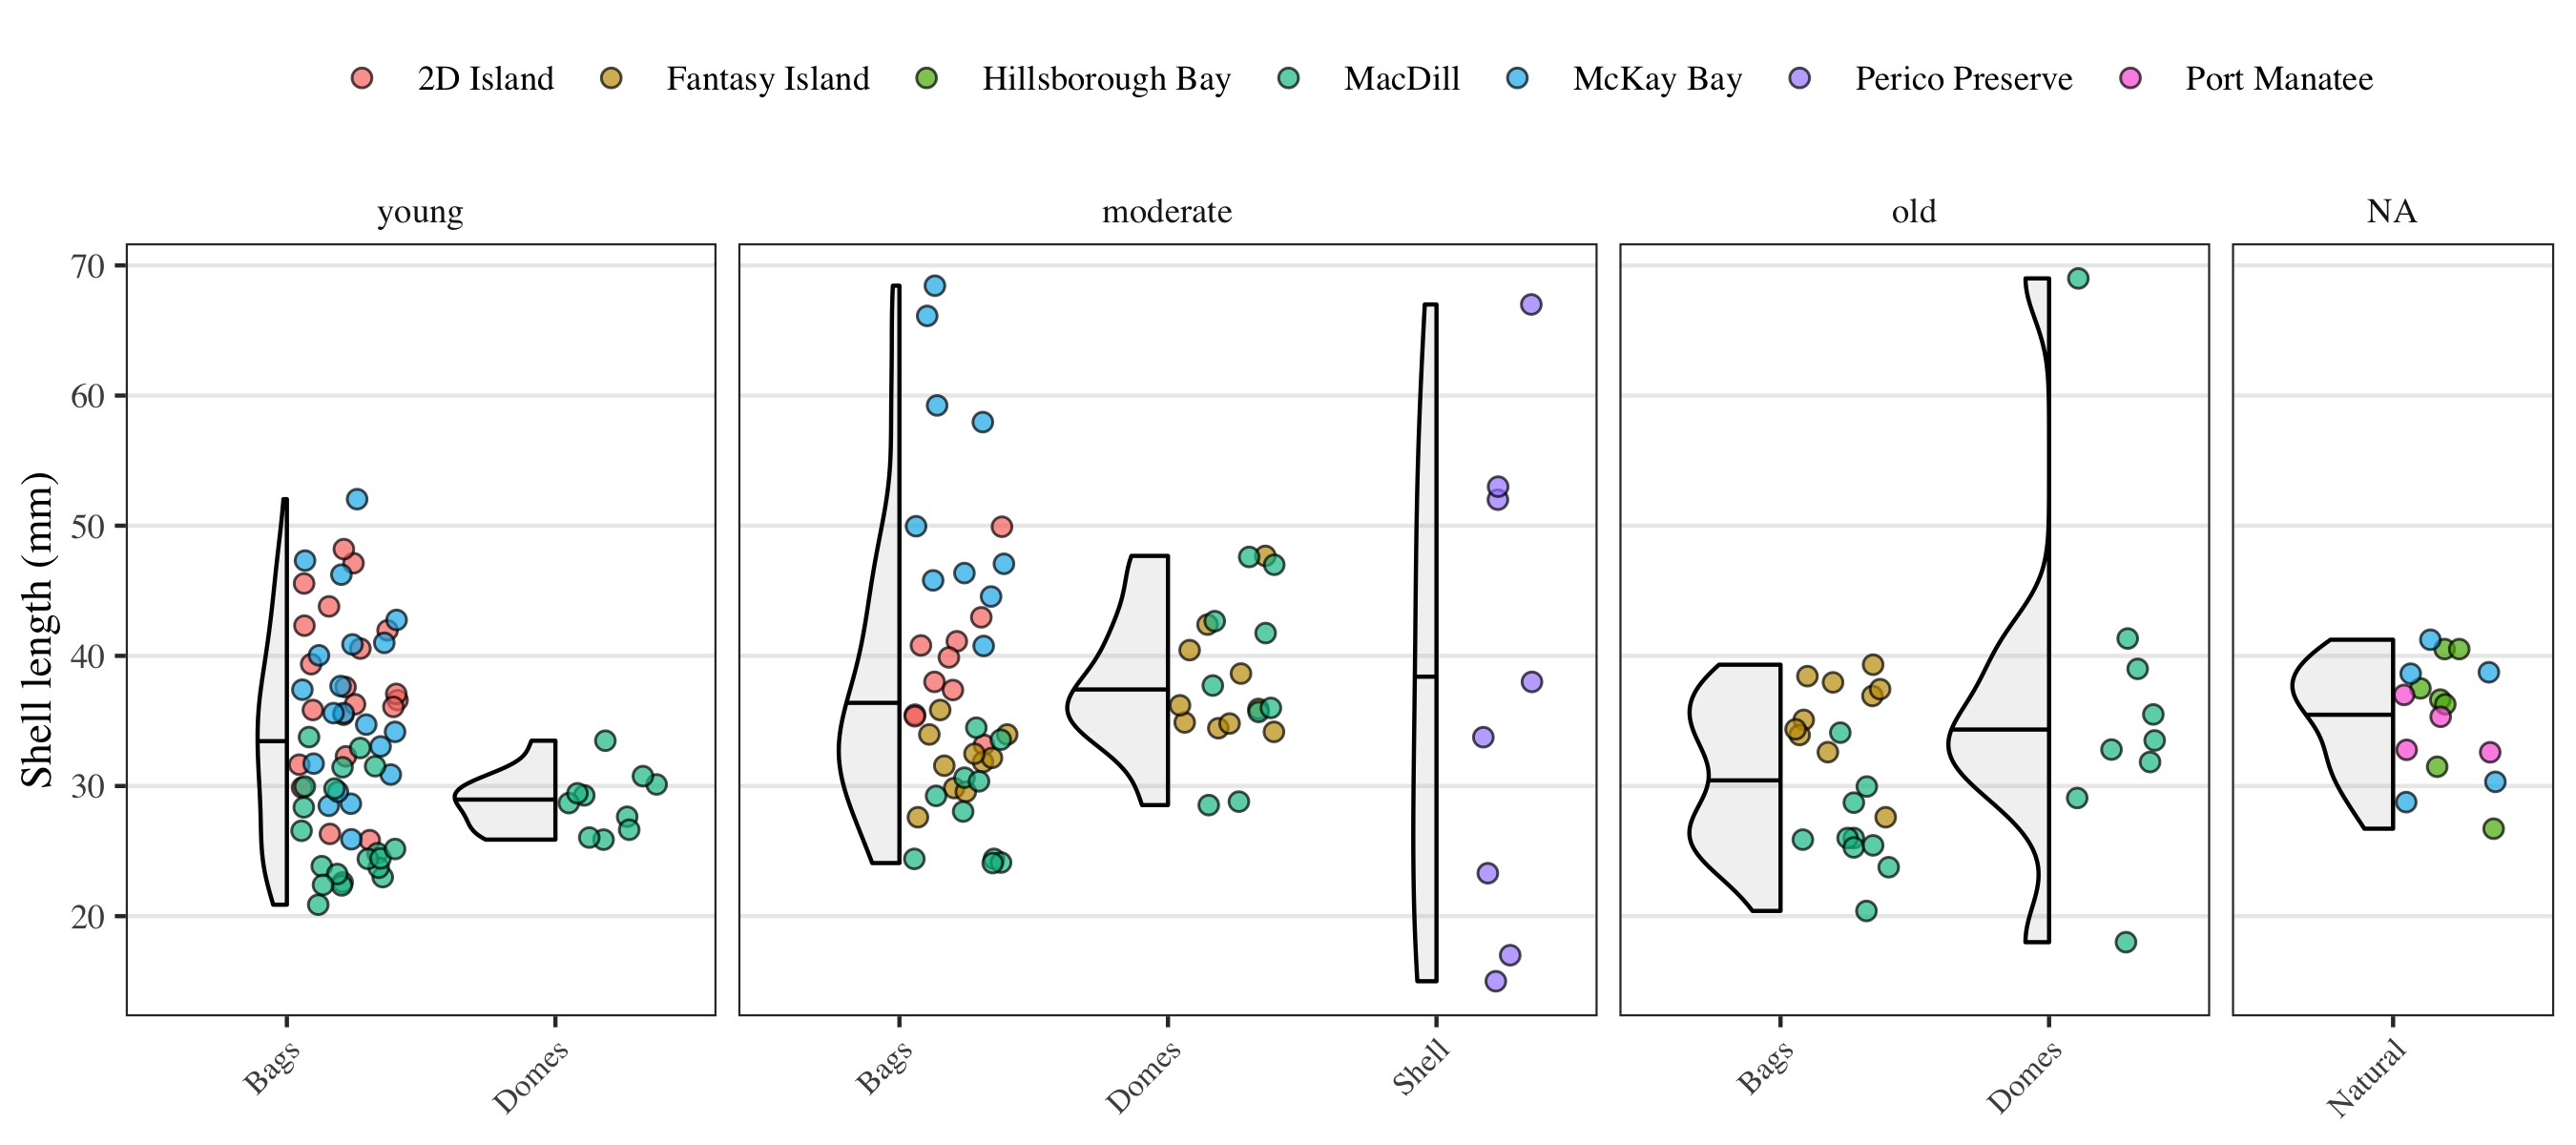 2D Island Fantasy Island Hillsborough Bay MacDill McKay Bay Perico Preserve Port Manatee
young moderate old NA
Shell length (mm)
70
60
50
40
30
20
Bags Domes Bags Domes Shell Bags Domes Natural